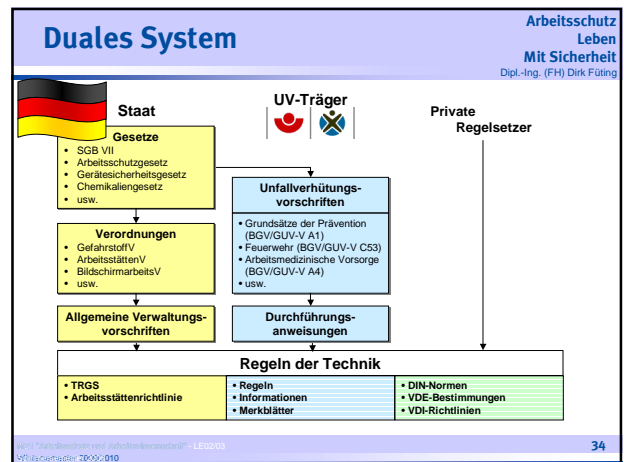 Duales System
Arbeitsschutz
Leben
Mit Sicherheit
Dipl.-Ing. (FH) Dirk Füting
Staat
UV-Träger
Private
Regelsetzer
Gesetze
• SGB VII
• Arbeitsschutzgesetz
• Gerätesicherheitsgesetz
• Chemikaliengesetz
• usw.
Verordnungen
• GefahrstoffV
• ArbeitsstättenV
• BildschirmarbeitsV
• usw.
Allgemeine Verwaltungs-
vorschriften
Unfallverhütungs-
vorschriften
• Grundsätze der Prävention
(BGV/GUV-V A1)
• Feuerwehr (BGV/GUV-V C53)
• Arbeitsmedizinische Vorsorge
(BGV/GUV-V A4)
• usw.
Durchführungs-
anweisungen
Regeln der Technik
• TRGS
• Arbeitsstättenrichtlinie
• Regeln
• Informationen
• Merkblätter
• DIN-Normen
• VDE-Bestimmungen
• VDI-Richtlinien
- LE02/03
34